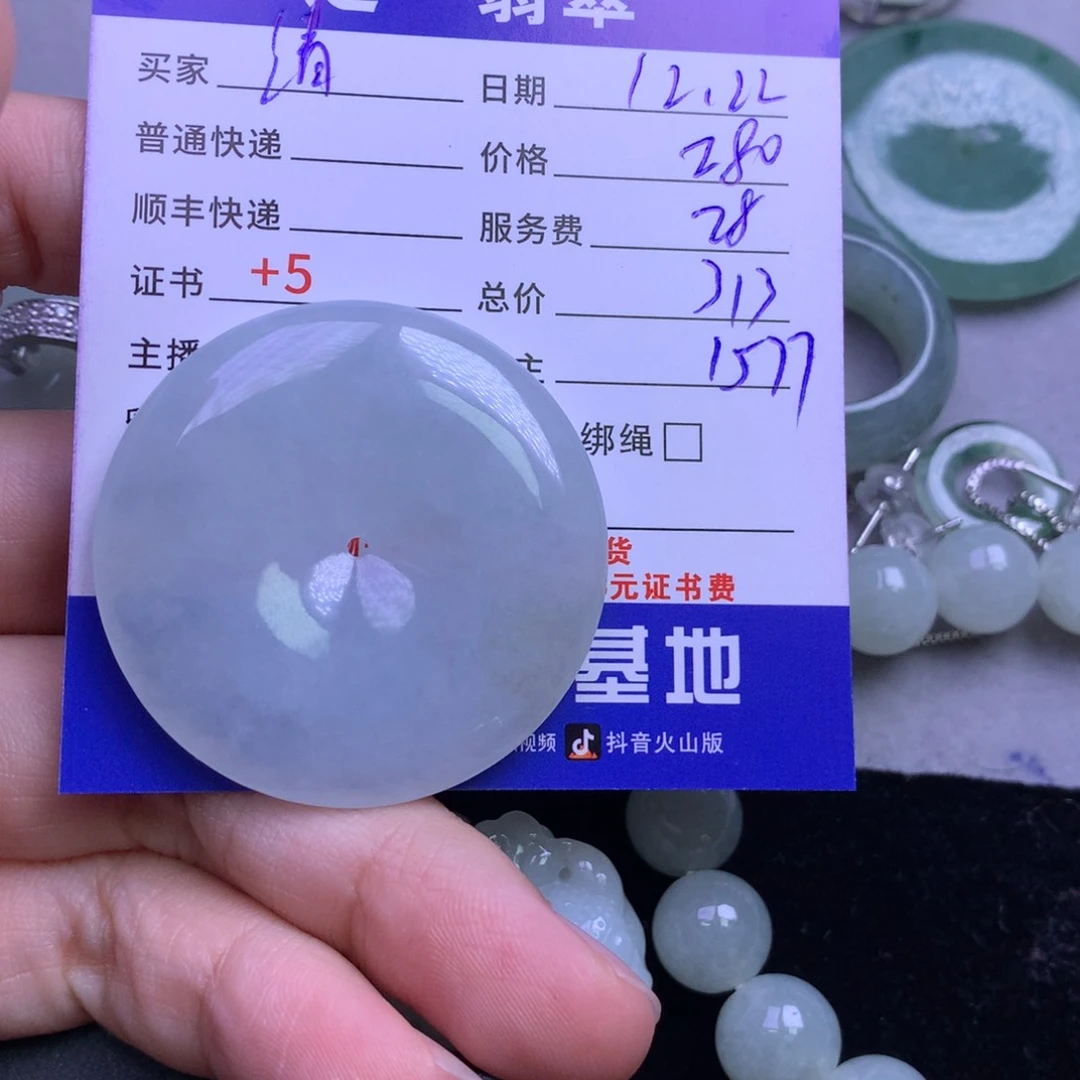 翡翠
买家 清 日期 12.22
普通快递 价格 280
顺丰快递 服务费 28
证书 +5 总价 313
主播 主 1577
绑绳□
货
元证书费
基地
视频 抖音火山版